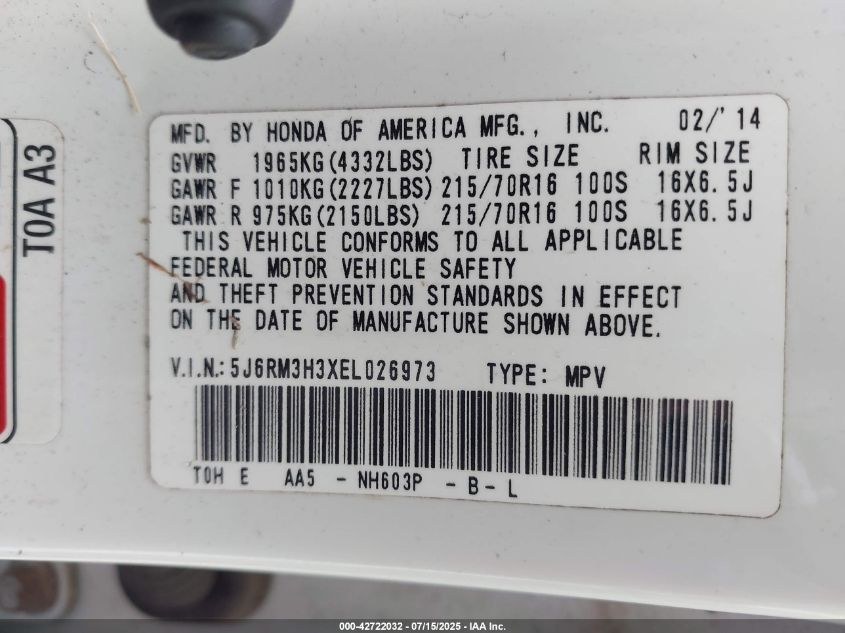 MFD. BY HONDA OF AMERICA MFG., INC. 02/'14
GVWR 1965KG(4332LBS) TIRE SIZE RIM SIZE
GAWR F 1010KG(2227LBS) 215/70R16 100S 16X6.5J
GAWR R 975KG(2150LBS) 215/70R16 100S 16X6.5J
THIS VEHICLE CONFORMS TO ALL APPLICABLE
FEDERAL MOTOR VEHICLE SAFETY
AND THEFT PREVENTION STANDARDS IN EFFECT
ON THE DATE OF MANUFACTURE SHOWN ABOVE.
V.I.N.: 5J6RM3H3XEL026973 TYPE: MPV
T0H E AA5 - NH603P - B - L
T0A A3
000-42722032 - 07/15/2025 - IAA Inc.